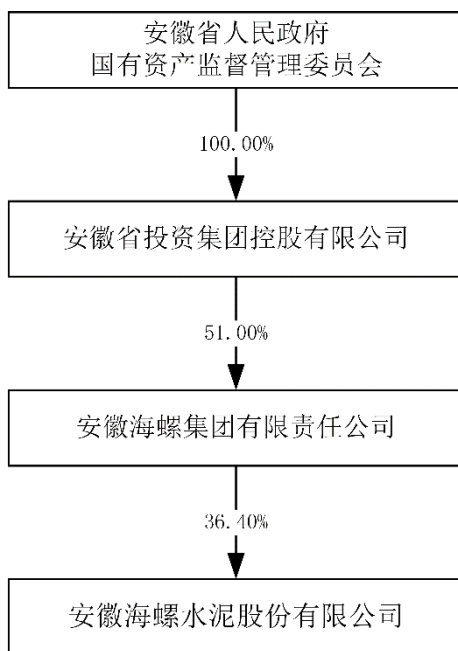 安徽省人民政府
国有资产监督管理委员会
100.00%
安徽省投资集团控股有限公司
51.00%
安徽海螺集团有限责任公司
36.40%
安徽海螺水泥股份有限公司